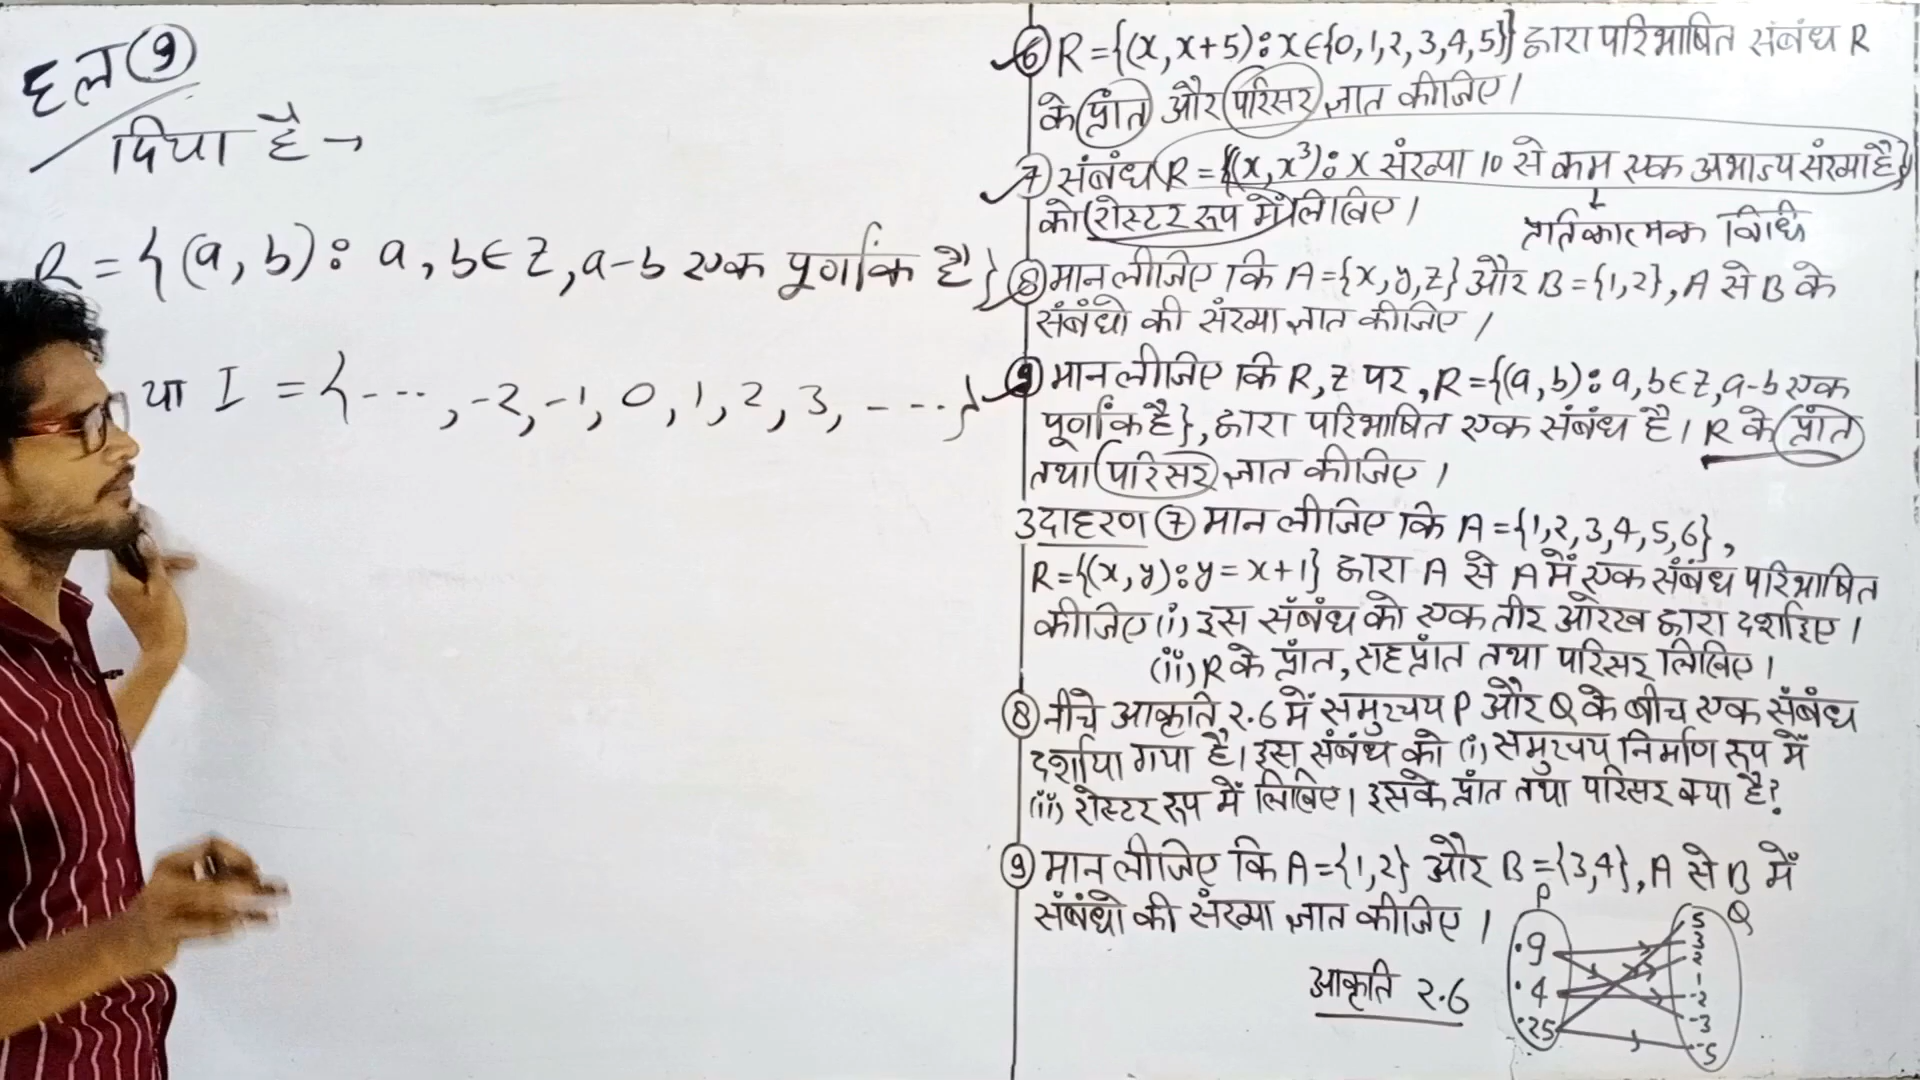 हल ⑨
दिया है →
R = {(a, b) : a, b ∈ Z, a-b एक पूर्णांक है}
या I = {---, -2, -1, 0, 1, 2, 3, ----}
⑥ R = {(x, x+5) : x ∈ {0,1,2,3,4,5}} द्वारा परिभाषित संबंध R
के प्रांत और परिसर ज्ञात कीजिए।
⑦ संबंध R = {(x, x³) : x संख्या 10 से कम एक अभाज्य संख्या है}
को रोस्टर रूप में लिखिए।
प्रतिकात्मक विधि
⑧ मान लीजिए कि A = {x, y, z} और B = {1, 2}, A से B के
संबंधो की संख्या ज्ञात कीजिए।
⑨ मान लीजिए कि R, Z पर, R = {(a, b) : a, b ∈ Z, a-b एक
पूर्णांक है}, द्वारा परिभाषित एक संबंध है। R के प्रांत
तथा परिसर ज्ञात कीजिए।
उदाहरण ⑦ मान लीजिए कि A = {1,2,3,4,5,6},
R = {(x, y) : y = x+1} द्वारा A से A में एक संबंध परिभाषित
कीजिए (i) इस संबंध को एक तीर ओरख द्वारा दर्शाइए।
(ii) R के प्रांत, सहप्रांत तथा परिसर लिखिए।
⑧ नीचे आकृति 2.6 में समुच्चय P और Q के बीच एक संबंध
दर्शाया गया है। इस संबंध को (i) समुच्चय निर्माण रूप में
(ii) रोस्टर रूप में लिखिए। इसके प्रांत तथा परिसर क्या है?
⑨ मान लीजिए कि A = {1,2} और B = {3,4}, A से B में
संबंधो की संख्या ज्ञात कीजिए।
P
Q
.9
.4
.25
5
3
2
1
-2
-3
-5
आकृति 2.6